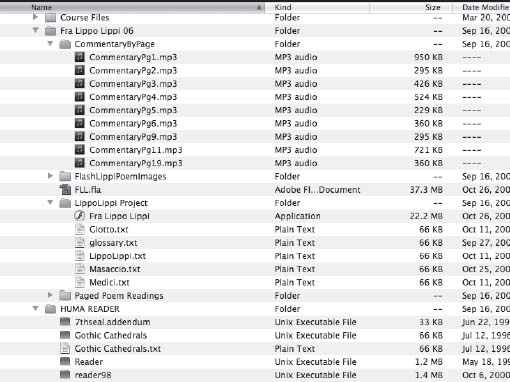 Name Kind Size Date Modifie
Course Files Folder -- Mar 20, 200
Fra Lippo Lippi 06 Folder -- Sep 16, 200
CommentaryByPage Folder -- Sep 16, 200
CommentaryPg1.mp3 MP3 audio 950 KB ----
CommentaryPg2.mp3 MP3 audio 295 KB ----
CommentaryPg3.mp3 MP3 audio 426 KB ----
CommentaryPg4.mp3 MP3 audio 524 KB ----
CommentaryPg5.mp3 MP3 audio 229 KB ----
CommentaryPg6.mp3 MP3 audio 360 KB ----
CommentaryPg9.mp3 MP3 audio 295 KB ----
CommentaryPg11.mp3 MP3 audio 721 KB ----
CommentaryPg19.mp3 MP3 audio 360 KB ----
FlashLippiPoemImages Folder -- Sep 16, 200
FLL.fla Adobe Fl...Document 37.3 MB Oct 26, 200
LippoLippi Project Folder -- Sep 16, 200
Fra Lippo Lippi Application 22.2 MB Oct 26, 200
Giotto.txt Plain Text 66 KB Oct 11, 200
glossary.txt Plain Text 66 KB Sep 27, 200
LippoLippi.txt Plain Text 66 KB Oct 11, 200
Masaccio.txt Plain Text 66 KB Oct 25, 200
Medici.txt Plain Text 66 KB Oct 11, 200
Paged Poem Readings Folder -- Sep 16, 200
HUMA READER Folder -- Sep 16, 200
7thseal.addendum Unix Executable File 33 KB Jun 22, 199
Gothic Cathedrals Unix Executable File 66 KB Jul 12, 1996
Gothic Cathedrals.txt Plain Text 66 KB Jul 12, 1996
Reader Unix Executable File 1.2 MB May 18, 199
reader98 Unix Executable File 1.4 MB Oct 6, 2000